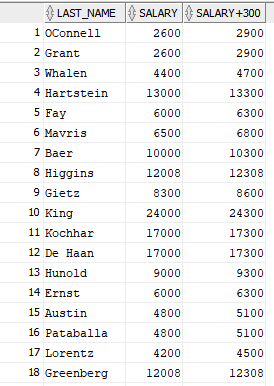 LAST_NAME SALARY SALARY+300
1 OConnell 2600 2900
2 Grant 2600 2900
3 Whalen 4400 4700
4 Hartstein 13000 13300
5 Fay 6000 6300
6 Mavris 6500 6800
7 Baer 10000 10300
8 Higgins 12008 12308
9 Gietz 8300 8600
10 King 24000 24300
11 Kochhar 17000 17300
12 De Haan 17000 17300
13 Hunold 9000 9300
14 Ernst 6000 6300
15 Austin 4800 5100
16 Pataballa 4800 5100
17 Lorentz 4200 4500
18 Greenberg 12008 12308